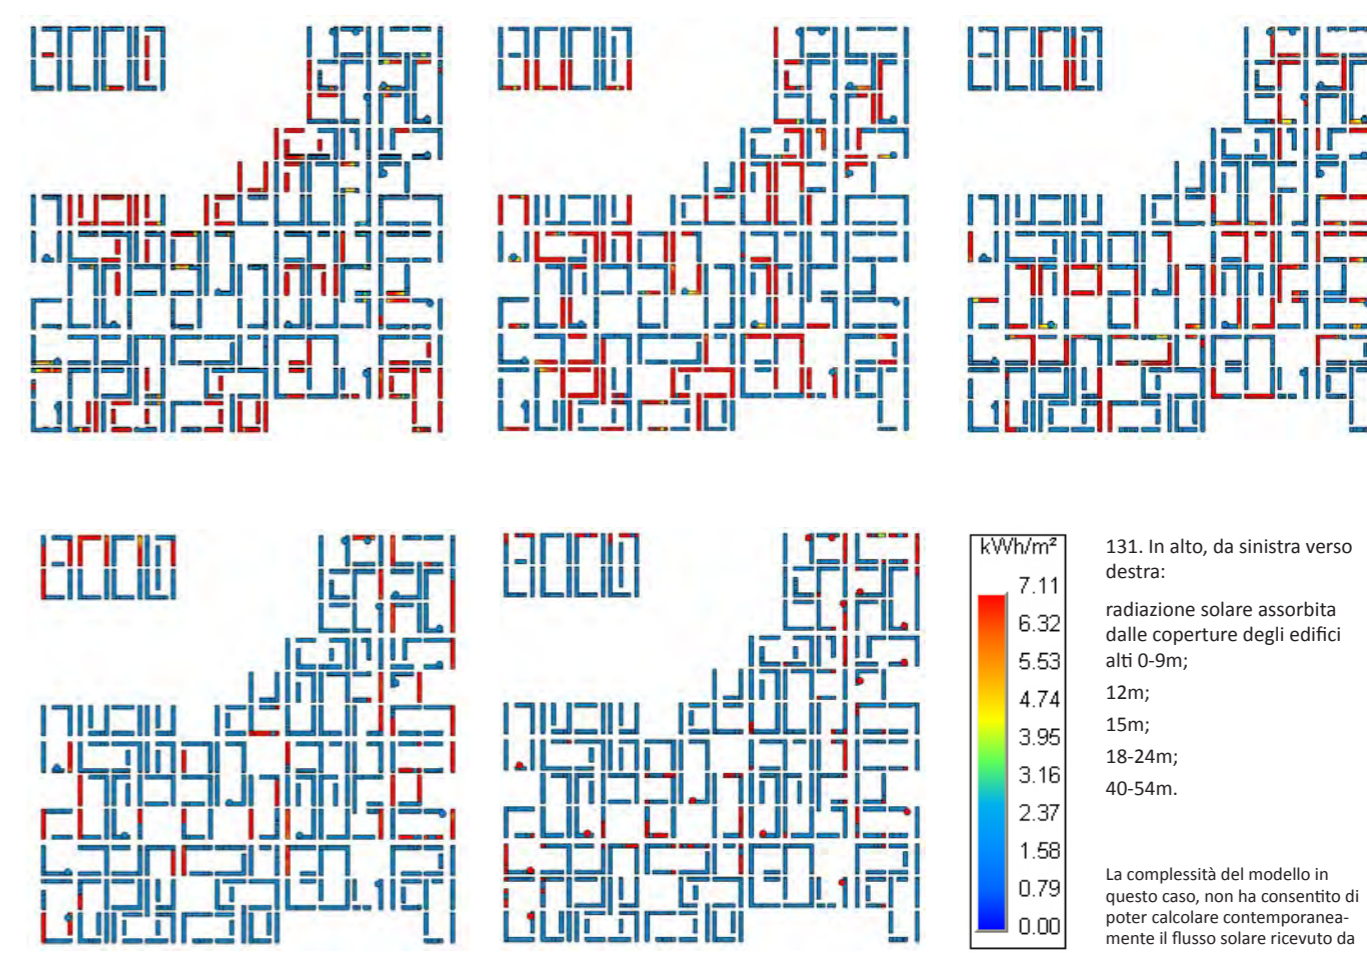 kWh/m²
7.11
6.32
5.53
4.74
3.95
3.16
2.37
1.58
0.79
0.00
131. In alto, da sinistra verso
destra:
radiazione solare assorbita
dalle coperture degli edifici
alti 0-9m;
12m;
15m;
18-24m;
40-54m.
La complessità del modello in
questo caso, non ha consentito di
poter calcolare contemporanea-
mente il flusso solare ricevuto da